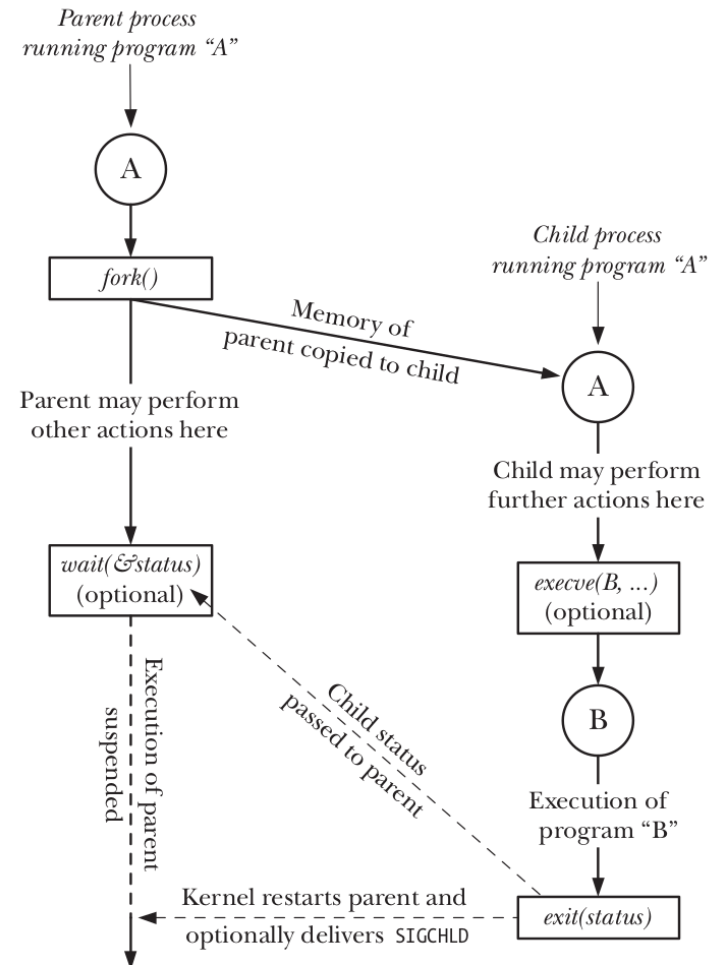 Parent process
running program “A”
A
fork()
Memory of
parent copied to child
Child process
running program “A”
A
Parent may perform
other actions here
Child may perform
further actions here
wait(&status)
(optional)
execve(B, ...)
(optional)
B
Execution of parent
suspended
Child status
passed to parent
Execution of
program “B”
Kernel restarts parent and
optionally delivers SIGCHLD
exit(status)